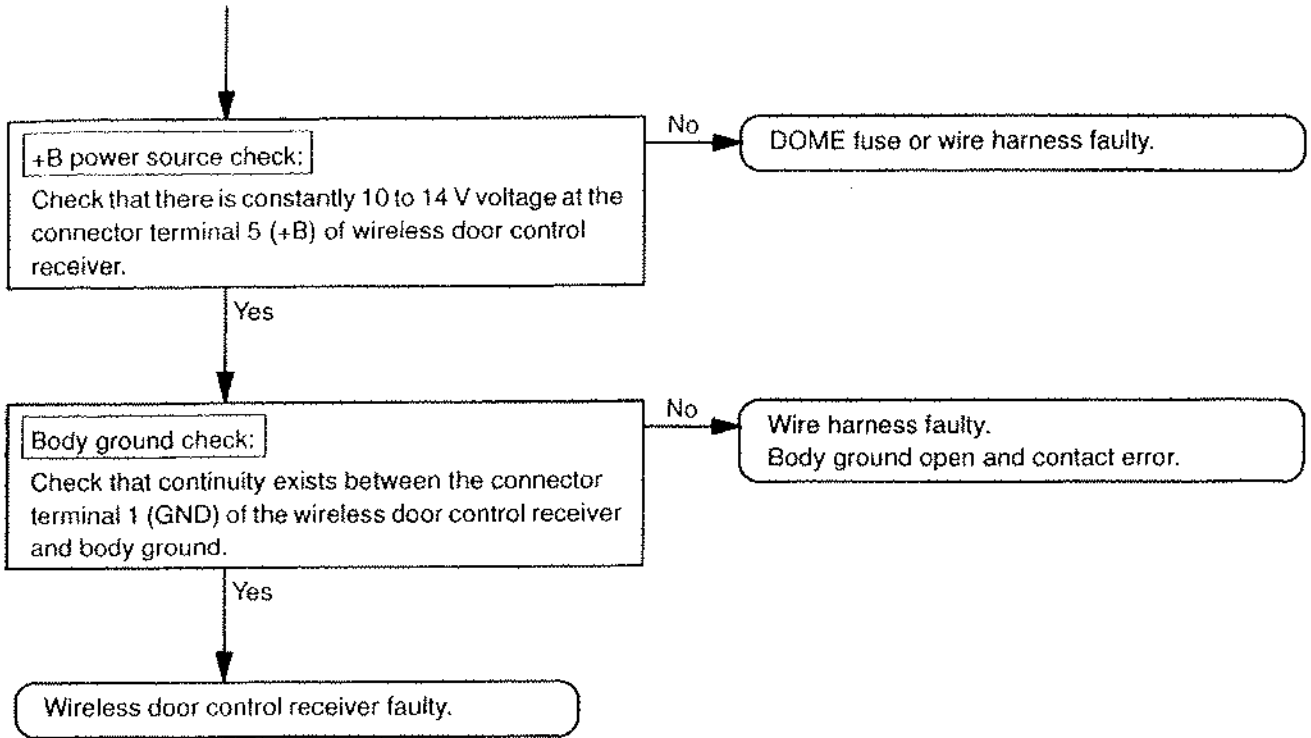 +B power source check:
No
DOME fuse or wire harness faulty.
Check that there is constantly 10 to 14 V voltage at the
connector terminal 5 (+B) of wireless door control
receiver.
Yes
Body ground check:
No
Wire harness faulty.
Body ground open and contact error.
Check that continuity exists between the connector
terminal 1 (GND) of the wireless door control receiver
and body ground.
Yes
Wireless door control receiver faulty.